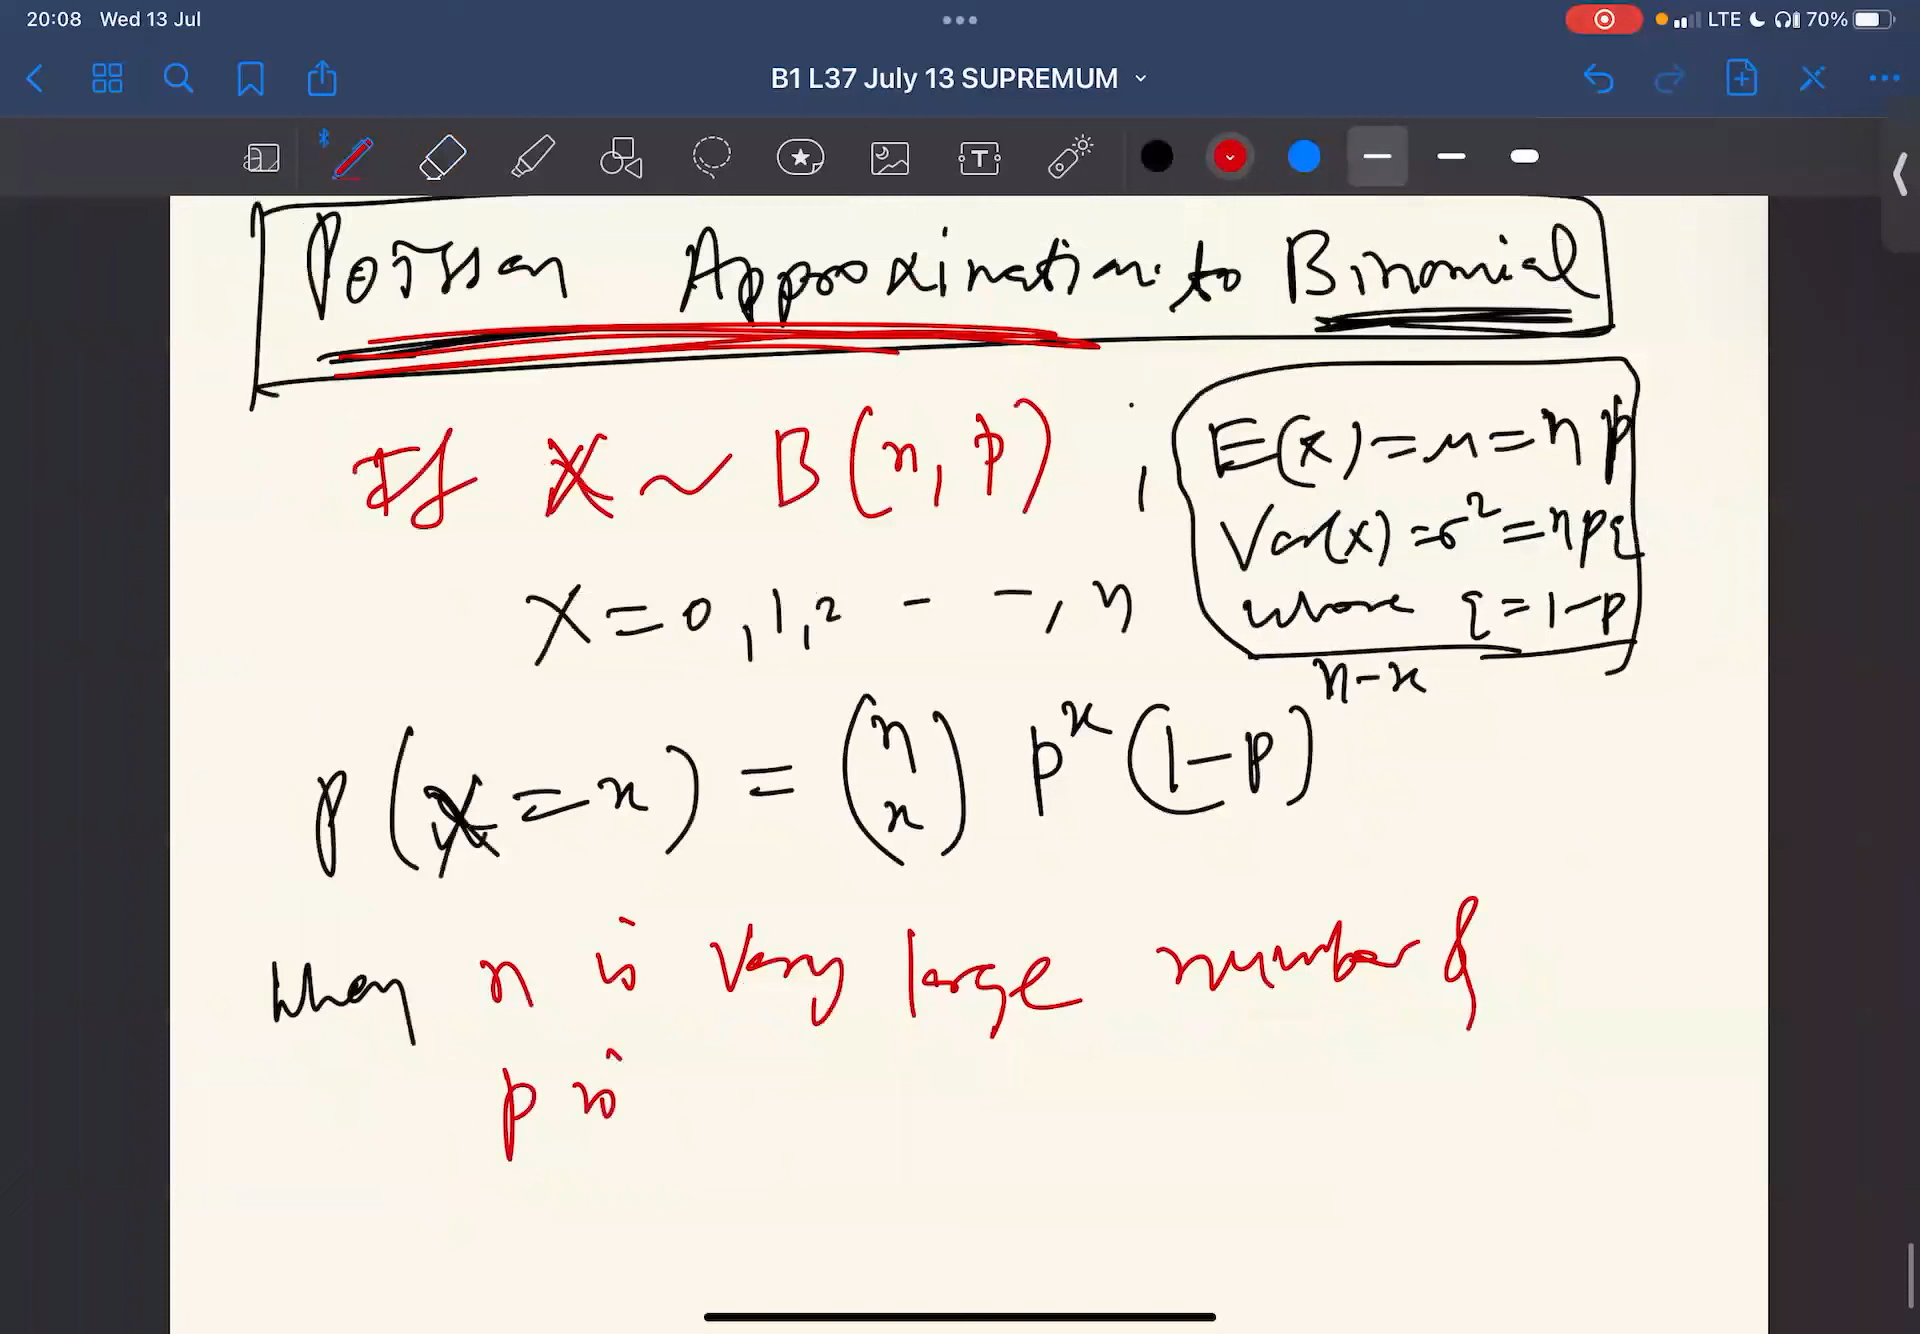 20:08 Wed 13 Jul
LTE 70%
B1 L37 July 13 SUPREMUM
Poisson Approximation to Binomial
If X ~ B(n, p) ;
E(x) = μ = np
Var(x) = σ² = npq
where q = 1-p
X = 0, 1, 2 - -, n
P(X = x) = (n x) p^x (1-p)^n-x
when n is very large number &
p is